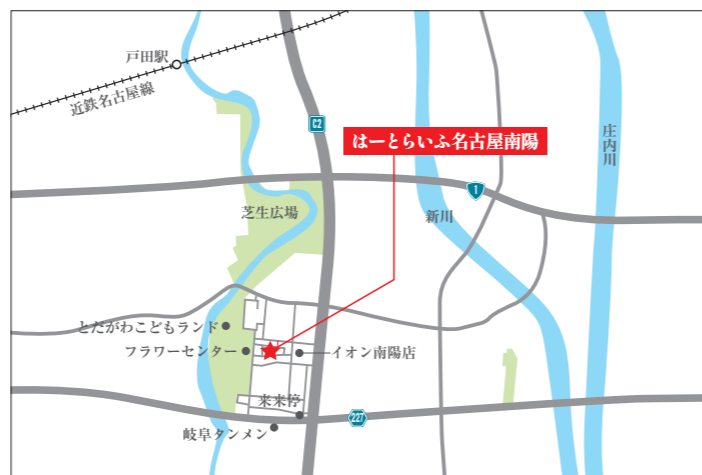 戸田駅
近鉄名古屋線
C2
はーとらいふ名古屋南陽
庄内川
1
芝生広場
新川
とだがわこどもランド
フラワーセンター
イオン南陽店
来来停
227
岐阜タンメン